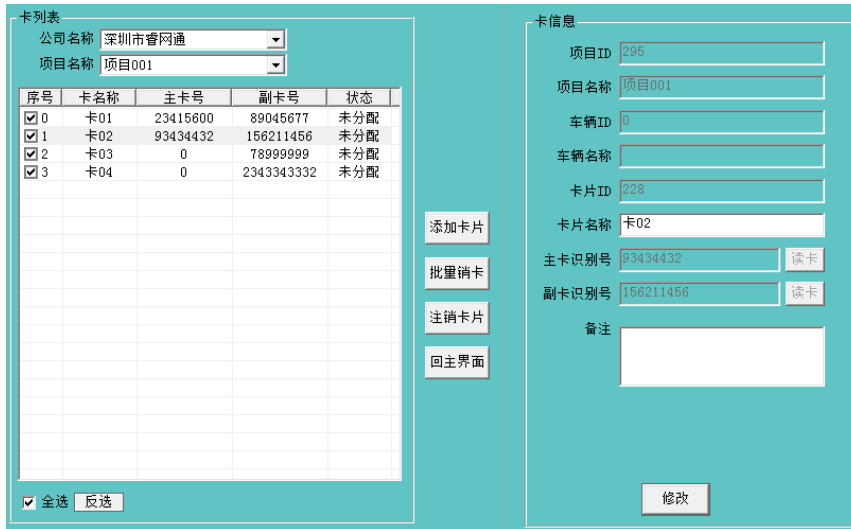 卡列表
公司名称 深圳市睿网通
项目名称 项目001
序号 卡名称 主卡号 副卡号 状态
0 卡01 23415600 89045677 未分配
1 卡02 93434432 156211456 未分配
2 卡03 0 78999999 未分配
3 卡04 0 2343343332 未分配
全选 反选
添加卡片
批量销卡
注销卡片
回主界面
卡信息
项目ID 295
项目名称 项目001
车辆ID 0
车辆名称
卡片ID 228
卡片名称 卡02
主卡识别号 93434432 读卡
副卡识别号 156211456 读卡
备注
修改